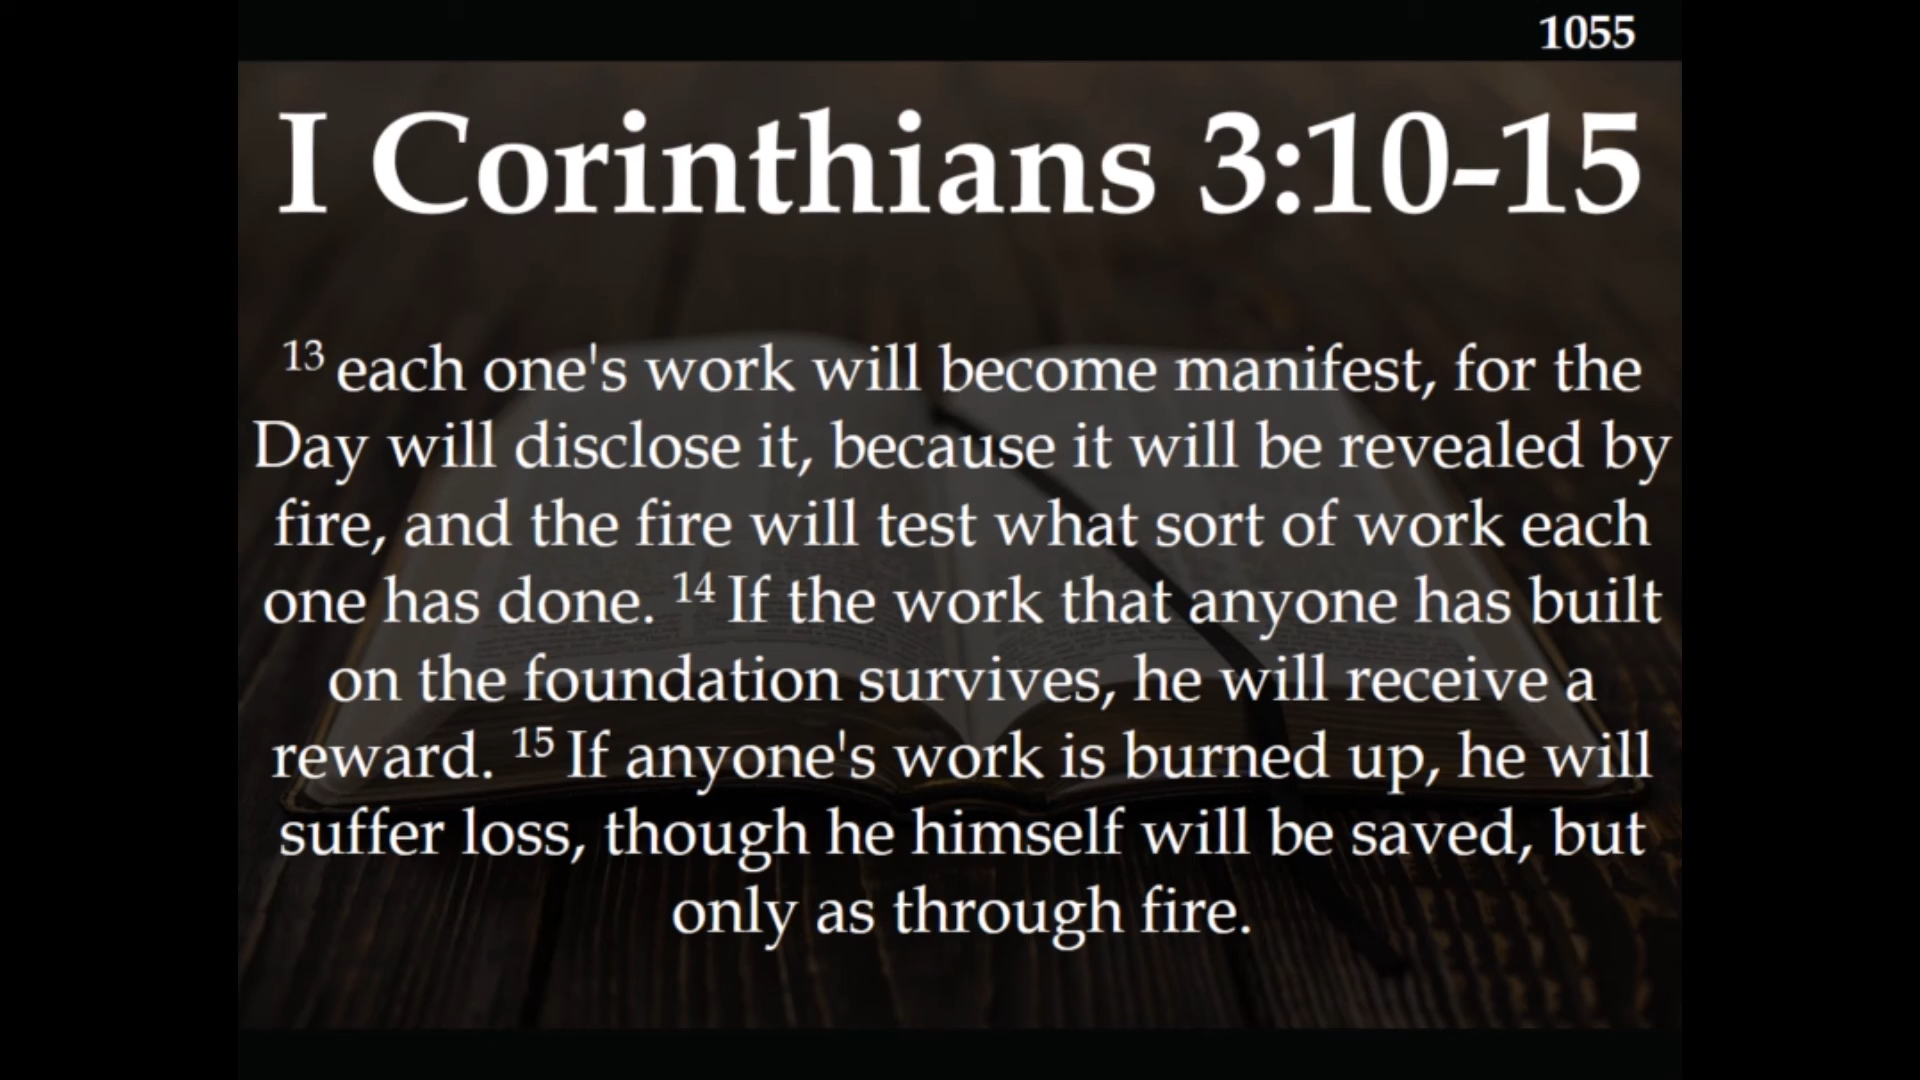 1055
I Corinthians 3:10-15
13 each one's work will become manifest, for the
Day will disclose it, because it will be revealed by
fire, and the fire will test what sort of work each
one has done. 14 If the work that anyone has built
on the foundation survives, he will receive a
reward. 15 If anyone's work is burned up, he will
suffer loss, though he himself will be saved, but
only as through fire.